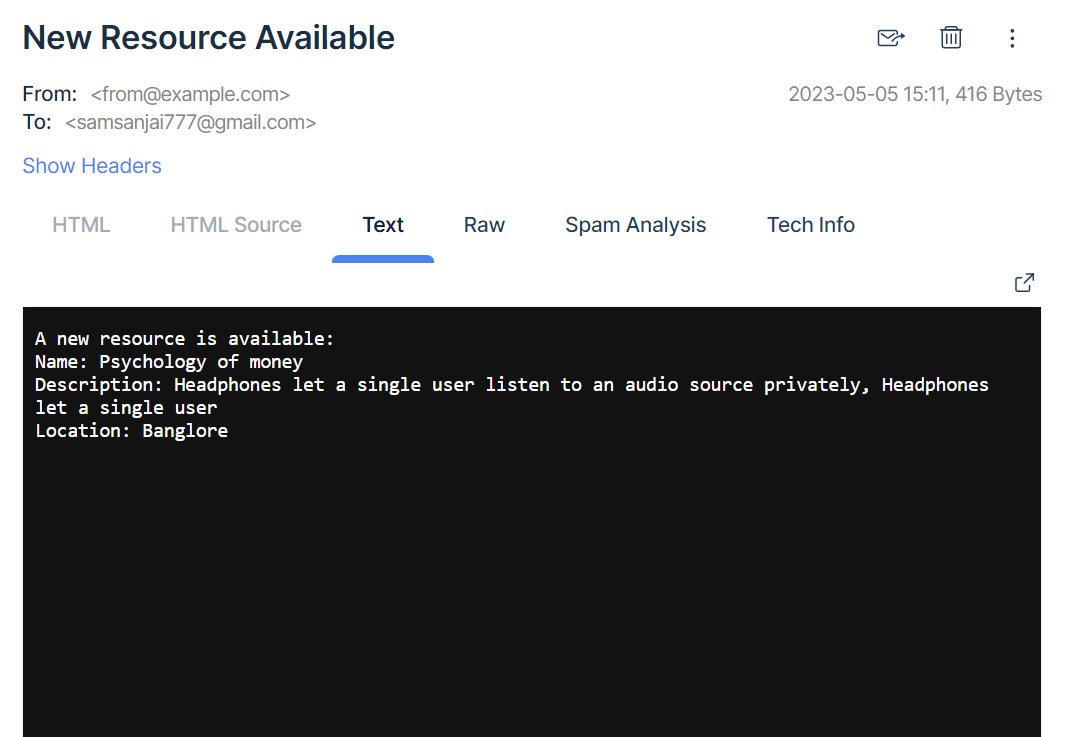 New Resource Available
From: <from@example.com>
2023-05-05 15:11, 416 Bytes
To: <samsanjai777@gmail.com>
Show Headers
HTML HTML Source Text Raw Spam Analysis Tech Info
A new resource is available:
Name: Psychology of money
Description: Headphones let a single user listen to an audio source privately, Headphones
let a single user
Location: Banglore